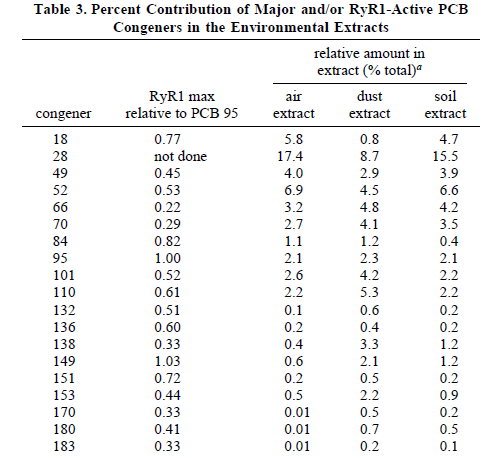 Table 3. Percent Contribution of Major and/or RyR1-Active PCB
Congeners in the Environmental Extracts
relative amount in
extract (% total)a
RyR1 max air dust soil
congener relative to PCB 95 extract extract extract
18 0.77 5.8 0.8 4.7
28 not done 17.4 8.7 15.5
49 0.45 4.0 2.9 3.9
52 0.53 6.9 4.5 6.6
66 0.22 3.2 4.8 4.2
70 0.29 2.7 4.1 3.5
84 0.82 1.1 1.2 0.4
95 1.00 2.1 2.3 2.1
101 0.52 2.6 4.2 2.2
110 0.61 2.2 5.3 2.2
132 0.51 0.1 0.6 0.2
136 0.60 0.2 0.4 0.2
138 0.33 0.4 3.3 1.2
149 1.03 0.6 2.1 1.2
151 0.72 0.2 0.5 0.2
153 0.44 0.5 2.2 0.9
170 0.33 0.01 0.5 0.2
180 0.41 0.01 0.7 0.5
183 0.33 0.01 0.2 0.1